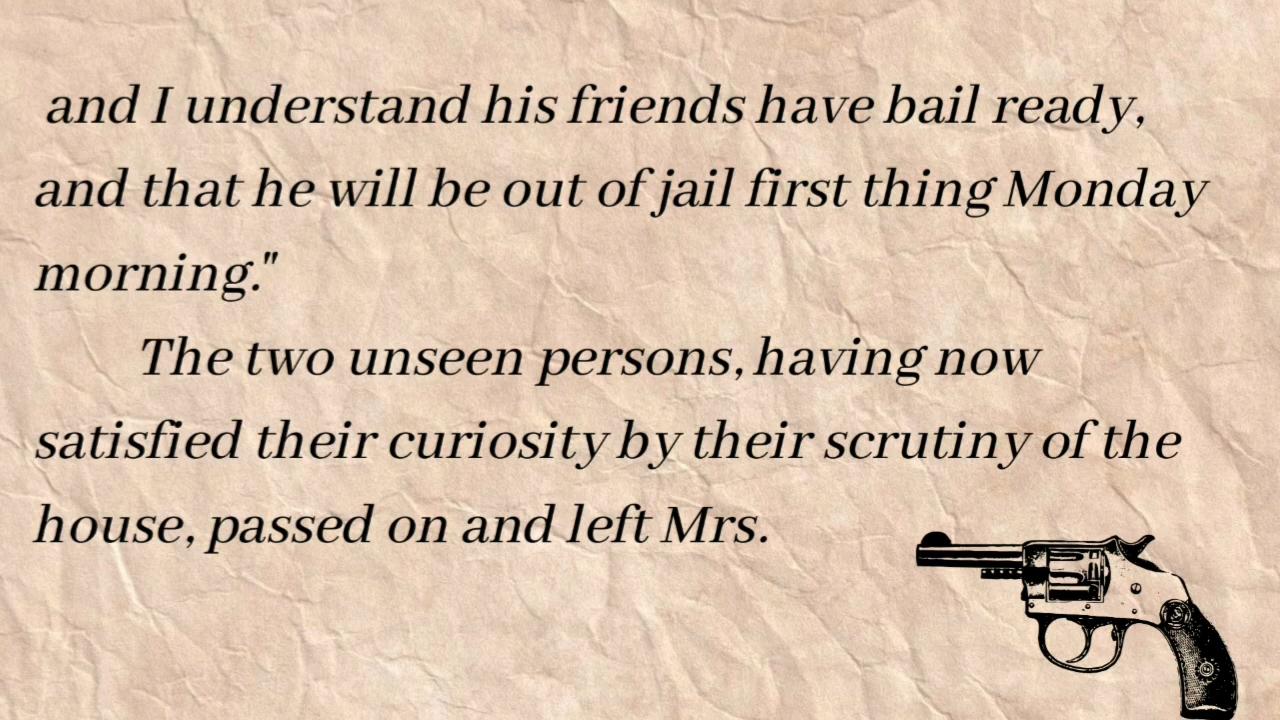 and I understand his friends have bail ready,
and that he will be out of jail first thing Monday
morning."
The two unseen persons, having now
satisfied their curiosity by their scrutiny of the
house, passed on and left Mrs.